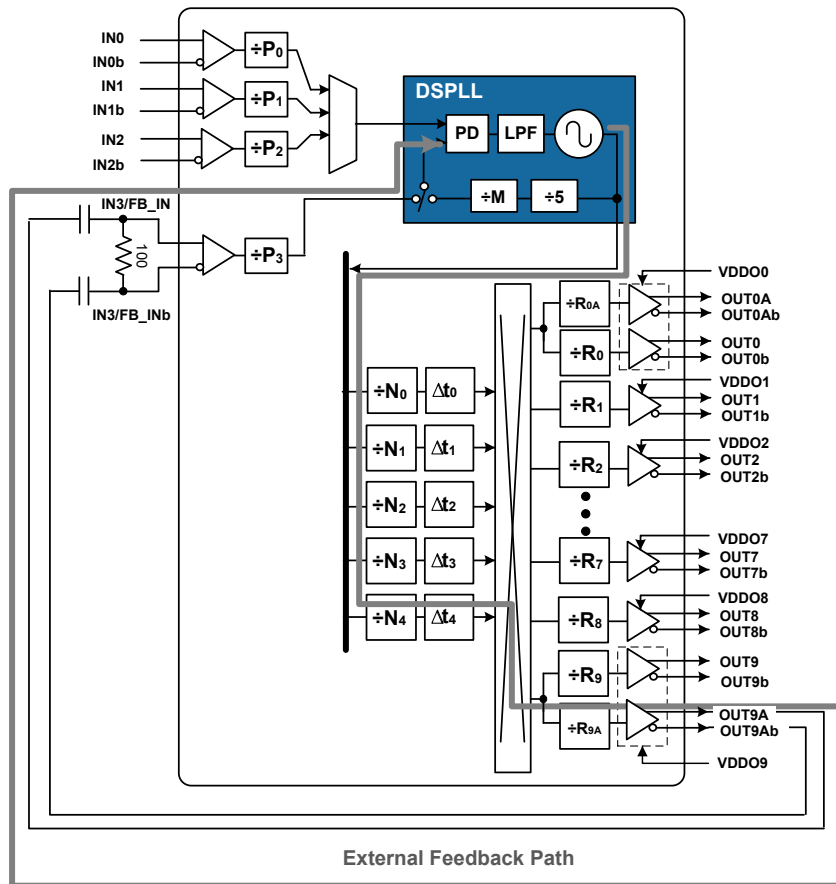 IN0
IN0b
÷P0
IN1
IN1b
÷P1
IN2
IN2b
÷P2
DSPLL
PD
LPF
÷M
÷5
IN3/FB_IN
100
÷P3
IN3/FB_INb
÷N0
Δt0
÷N1
Δt1
÷N2
Δt2
÷N3
Δt3
÷N4
Δt4
÷R0A
÷R0
÷R1
÷R2
÷R7
÷R8
÷R9
÷R9A
VDDO0
OUT0A
OUT0Ab
OUT0
OUT0b
VDDO1
OUT1
OUT1b
VDDO2
OUT2
OUT2b
VDDO7
OUT7
OUT7b
VDDO8
OUT8
OUT8b
OUT9
OUT9b
OUT9A
OUT9Ab
VDDO9
External Feedback Path